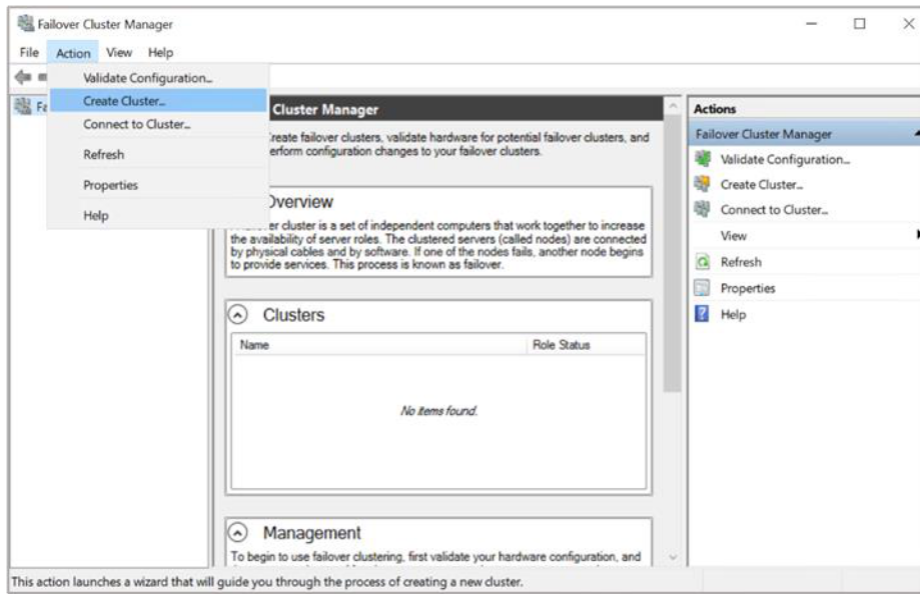 Failover Cluster Manager
File Action View Help
Validate Configuration...
Create Cluster...
Connect to Cluster...
Refresh
Properties
Help
Cluster Manager
create failover clusters, validate hardware for potential failover clusters, and
erform configuration changes to your failover clusters.
Overview
er cluster is a set of independent computers that work together to increase
the availability of server roles. The clustered servers (called nodes) are connected
by physical cables and by software. If one of the nodes fails, another node begins
to provide services. This process is known as failover.
Clusters
Name Role Status
No items found.
Management
To begin to use failover clustering, first validate your hardware configuration, and
Actions
Failover Cluster Manager
Validate Configuration...
Create Cluster...
Connect to Cluster...
View
Refresh
Properties
Help
This action launches a wizard that will guide you through the process of creating a new cluster.